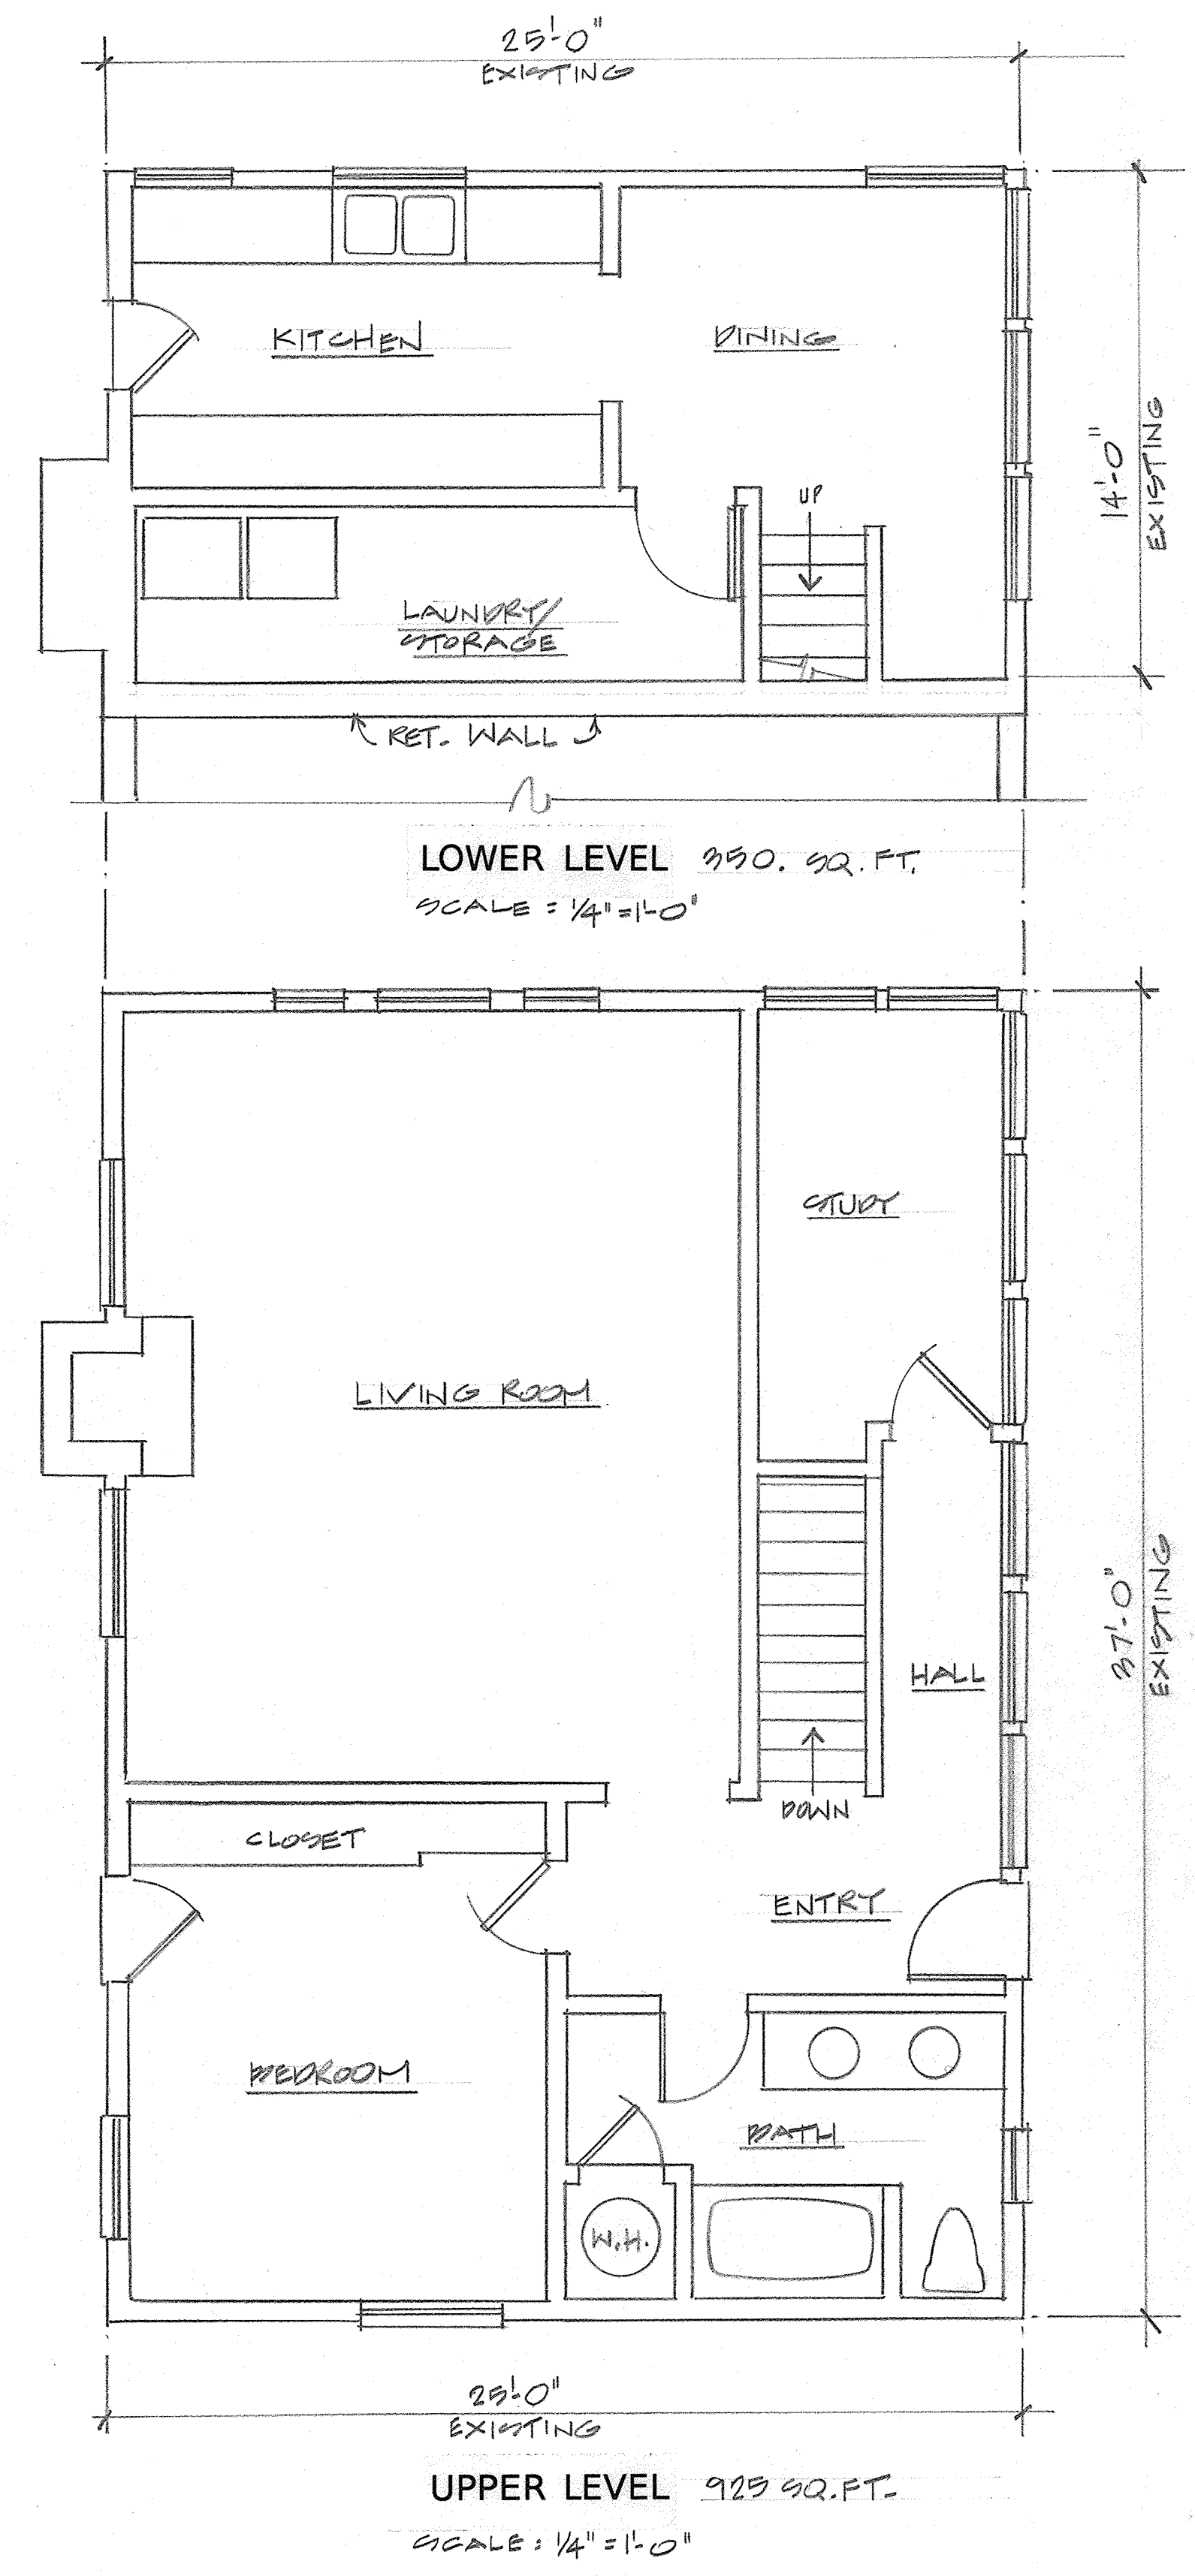 25'-0"
EXISTING
KITCHEN
DINING
14'-0"
EXISTING
UP
LAUNDRY/
STORAGE
RET. WALL
LOWER LEVEL 350. SQ. FT.
SCALE: 1/4"=1'-0"
STUDY
LIVING ROOM
37'-0"
EXISTING
HALL
DOWN
CLOSET
ENTRY
BEDROOM
BATH
W.H.
25'-0"
EXISTING
UPPER LEVEL 925 SQ.FT.
SCALE: 1/4"=1'-0"